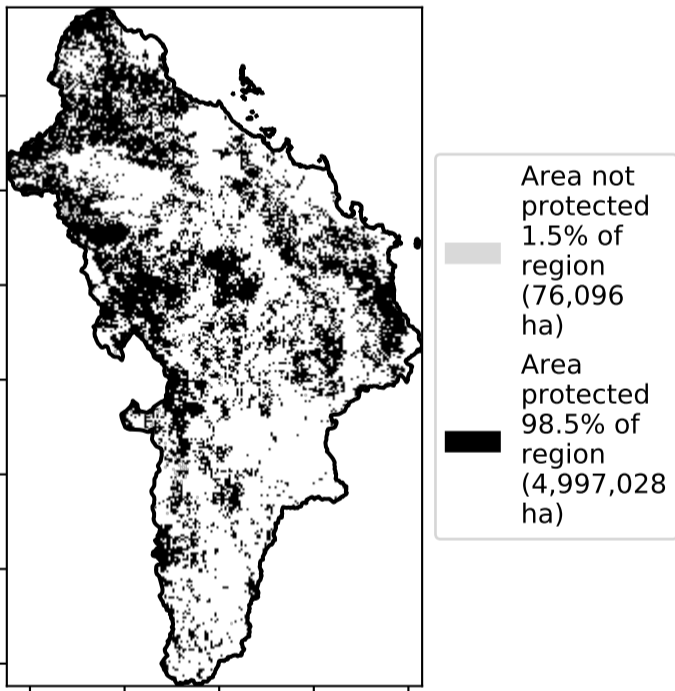 Area not
protected
1.5% of
region
(76,096
ha)
Area
protected
98.5% of
region
(4,997,028
ha)